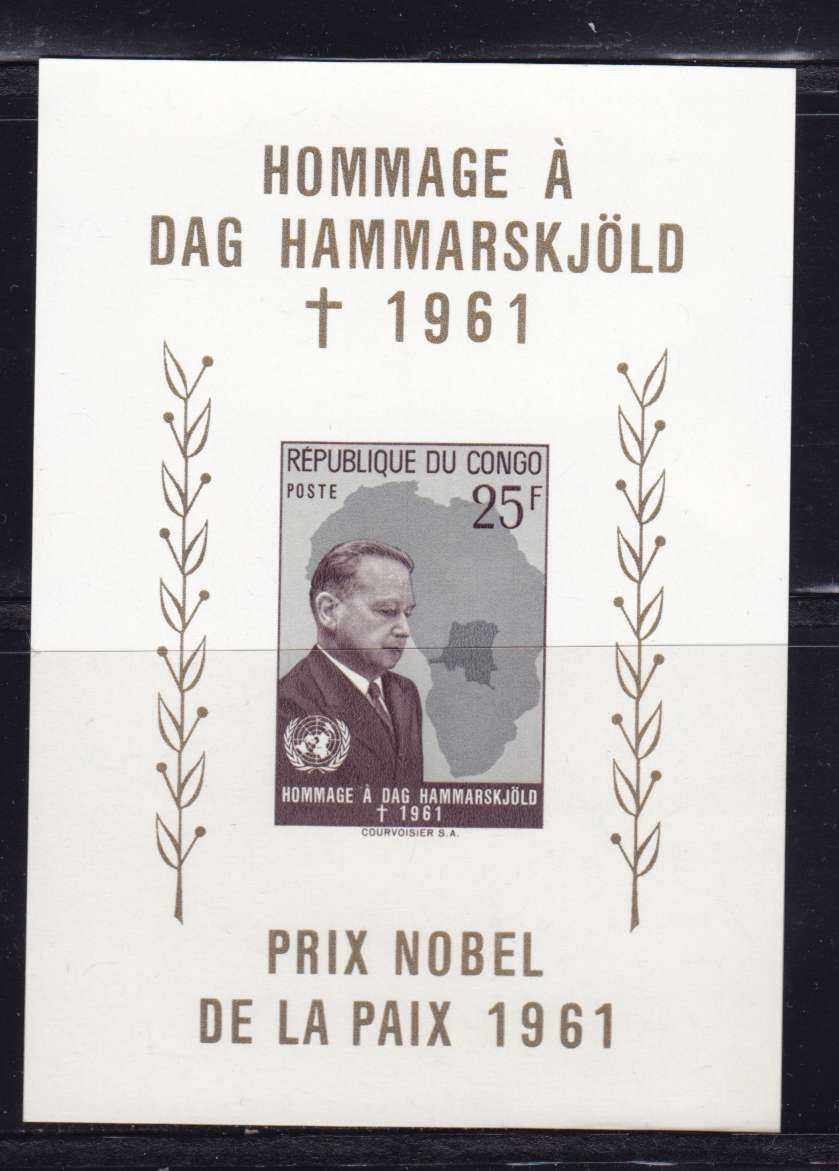 HOMMAGE À
DAG HAMMARSKJÖLD
† 1961
RÉPUBLIQUE DU CONGO
POSTE 25F
HOMMAGE À DAG HAMMARSKJÖLD
† 1961
COURVOISIER S.A.
PRIX NOBEL
DE LA PAIX 1961